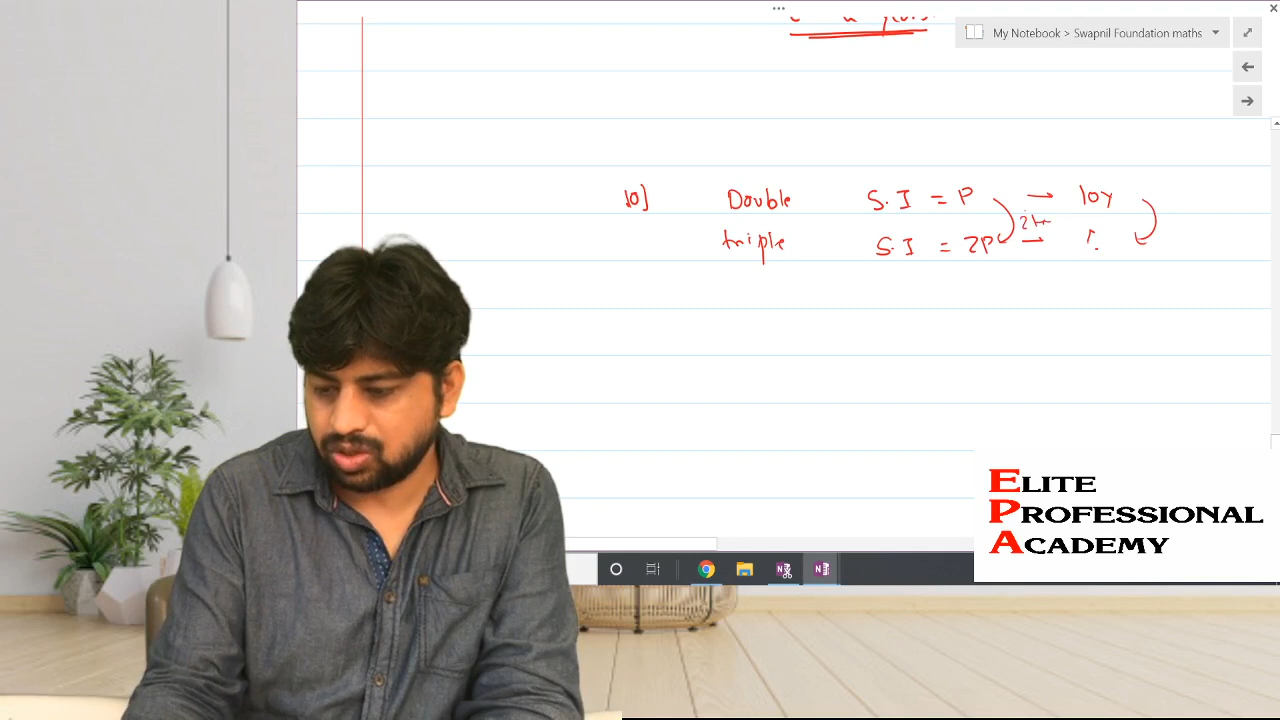 My Notebook > Swapnil Foundation maths
10] Double S.I = P → 10y
triple S.I = 2P →
ELITE
PROFESSIONAL
ACADEMY